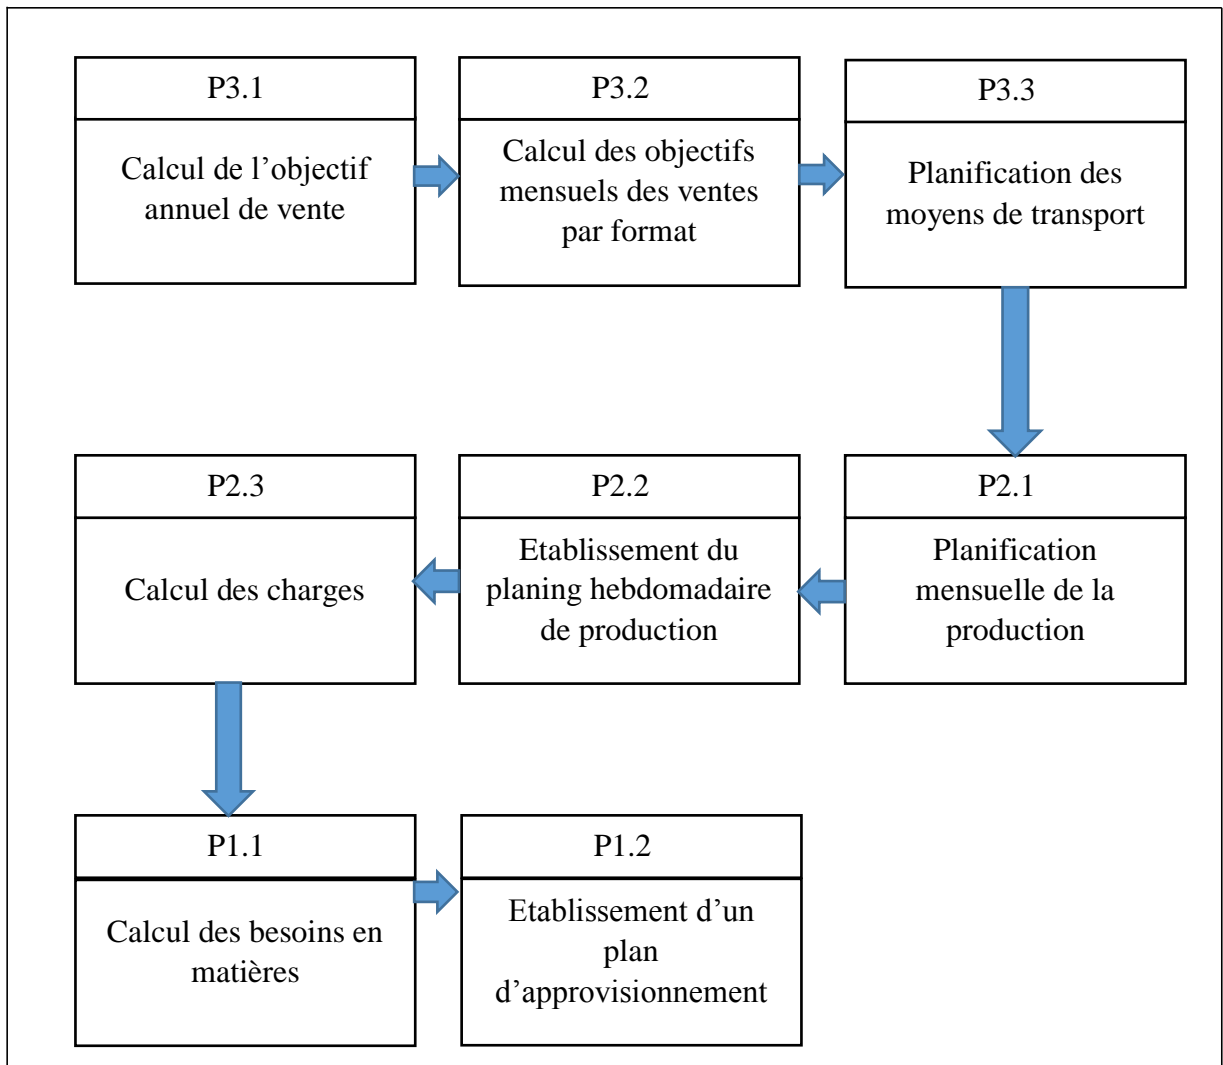 P3.1
Calcul de l’objectif
annuel de vente
P3.2
Calcul des objectifs
mensuels des ventes
par format
P3.3
Planification des
moyens de transport
P2.3
Calcul des charges
P2.2
Etablissement du
planing hebdomadaire
de production
P2.1
Planification
mensuelle de la
production
P1.1
Calcul des besoins en
matières
P1.2
Etablissement d’un
plan
d’approvisionnement